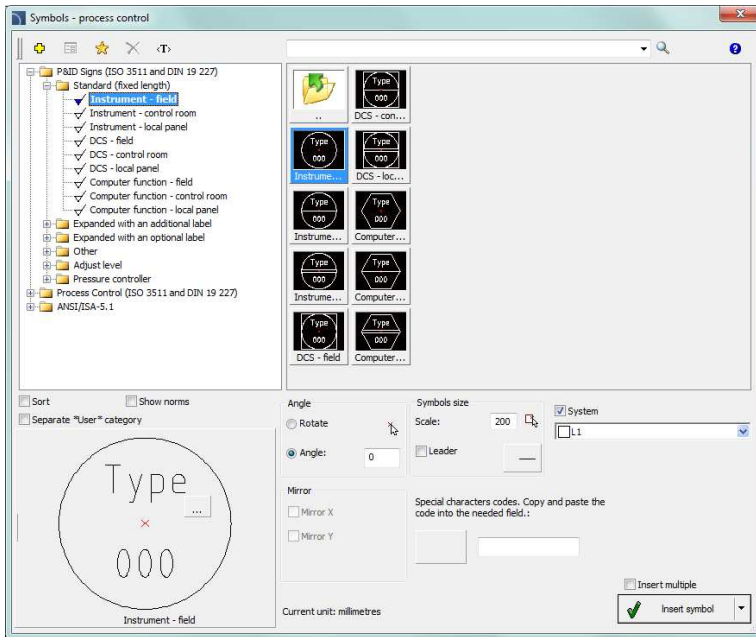 Symbols - process control
<T>
P&ID Signs (ISO 3511 and DIN 19 227)
Standard (fixed length)
Instrument - field
Instrument - control room
Instrument - local panel
DCS - field
DCS - control room
DCS - local panel
Computer function - field
Computer function - control room
Computer function - local panel
Expanded with an additional label
Expanded with an optional label
Other
Adjust level
Pressure controller
Process Control (ISO 3511 and DIN 19 227)
ANSI/ISA-5.1
..
Type
000
DCS - con...
Type
000
Instrume...
Type
000
DCS - loc...
Type
000
Instrume...
Type
000
Computer...
Type
000
Instrume...
Type
000
Computer...
Type
000
DCS - field
Type
000
Computer...
Sort
Show norms
Separate *User* category
Type
...
000
Instrument - field
Angle
Rotate
Angle:
0
Mirror
Mirror X
Mirror Y
Symbols size
Scale:
200
Leader
System
L1
Special characters codes. Copy and paste the
code into the needed field.:
Current unit: millimetres
Insert multiple
Insert symbol